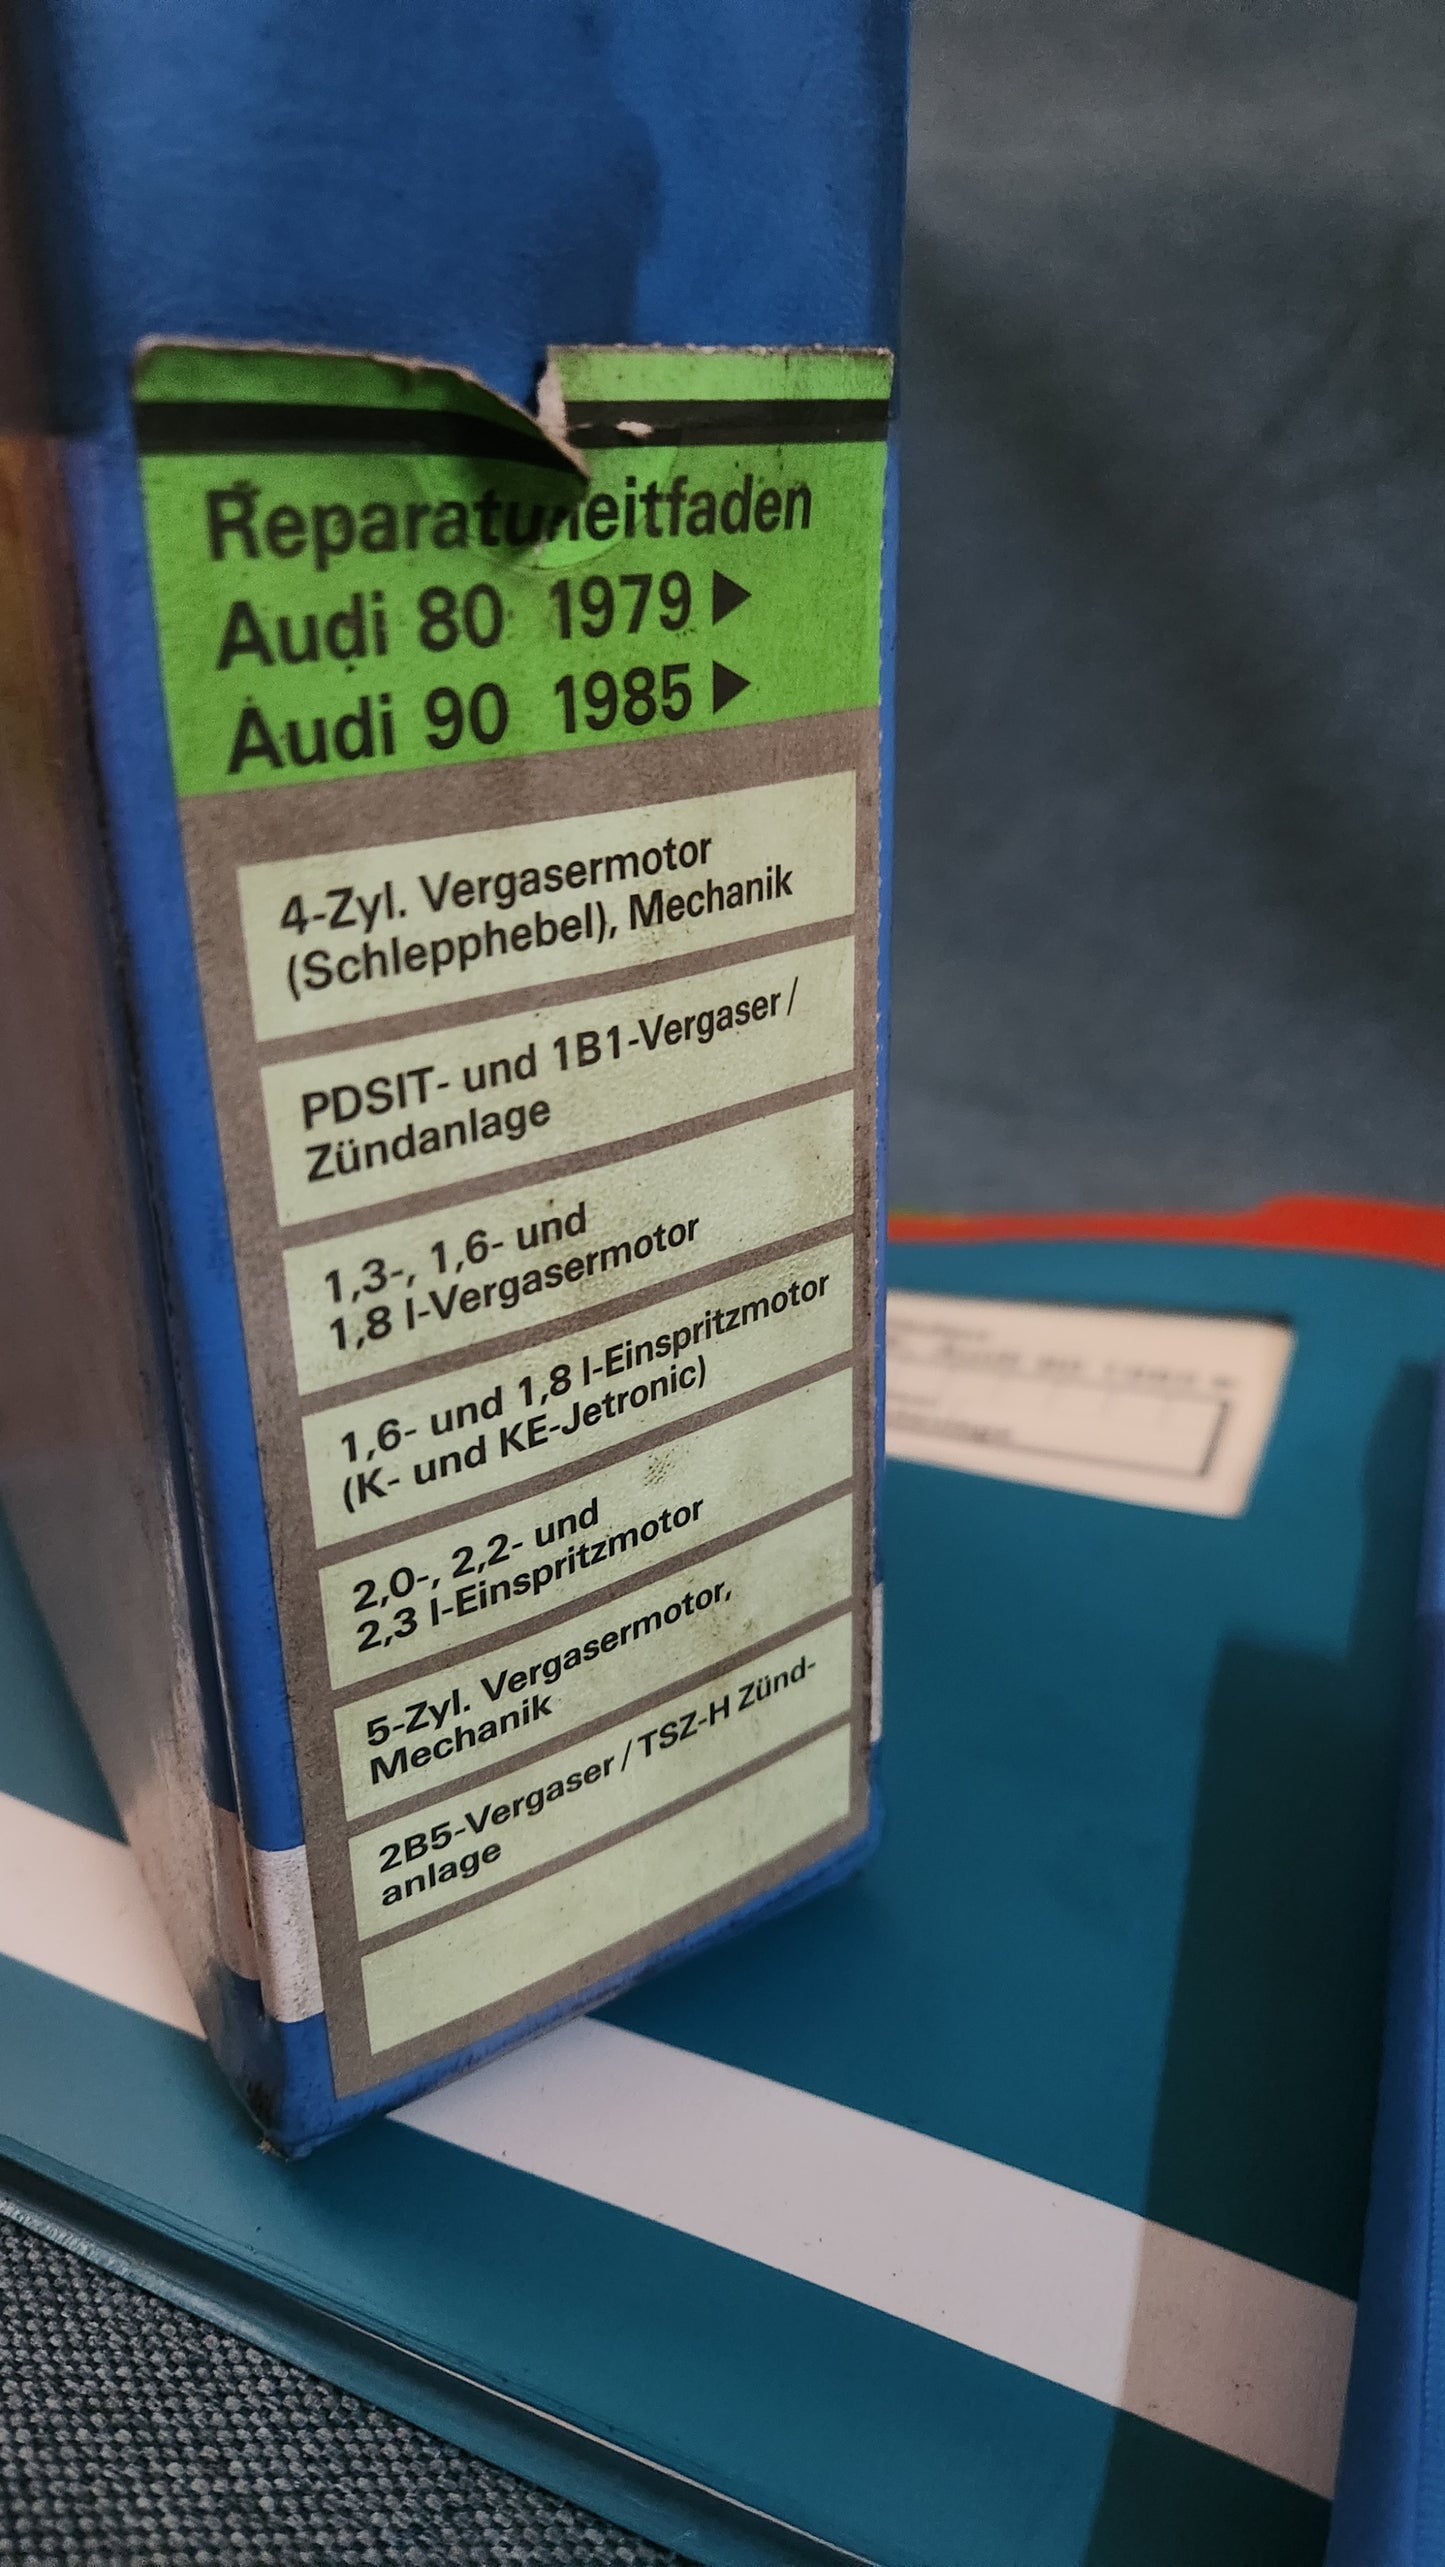 Reparaturleitfaden
Audi 80 1979 ▶
Audi 90 1985 ▶
4-Zyl. Vergasermotor
(Schlepphebel), Mechanik
PDSIT- und 1B1-Vergaser /
Zündanlage
1,3-, 1,6- und
1,8 l-Vergasermotor
1,6- und 1,8 l-Einspritzmotor
(K- und KE-Jetronic)
2,0-, 2,2- und
2,3 l-Einspritzmotor
5-Zyl. Vergasermotor,
Mechanik
2B5-Vergaser / TSZ-H Zünd-
anlage